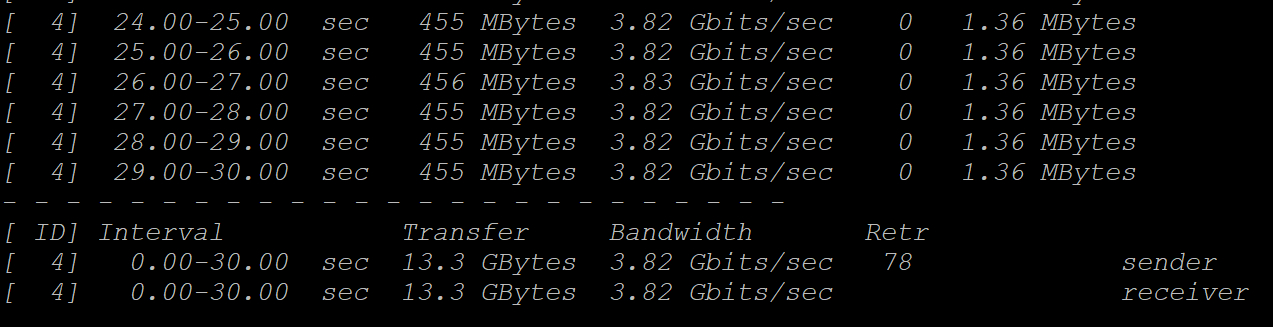 [  4]  24.00-25.00  sec   455 MBytes  3.82 Gbits/sec    0   1.36 MBytes
[  4]  25.00-26.00  sec   455 MBytes  3.82 Gbits/sec    0   1.36 MBytes
[  4]  26.00-27.00  sec   456 MBytes  3.83 Gbits/sec    0   1.36 MBytes
[  4]  27.00-28.00  sec   455 MBytes  3.82 Gbits/sec    0   1.36 MBytes
[  4]  28.00-29.00  sec   455 MBytes  3.82 Gbits/sec    0   1.36 MBytes
[  4]  29.00-30.00  sec   455 MBytes  3.82 Gbits/sec    0   1.36 MBytes
- - - - - - - - - - - - - - - - - - - - - - - - -
[ ID] Interval           Transfer     Bandwidth       Retr
[  4]   0.00-30.00  sec  13.3 GBytes  3.82 Gbits/sec   78             sender
[  4]   0.00-30.00  sec  13.3 GBytes  3.82 Gbits/sec                  receiver